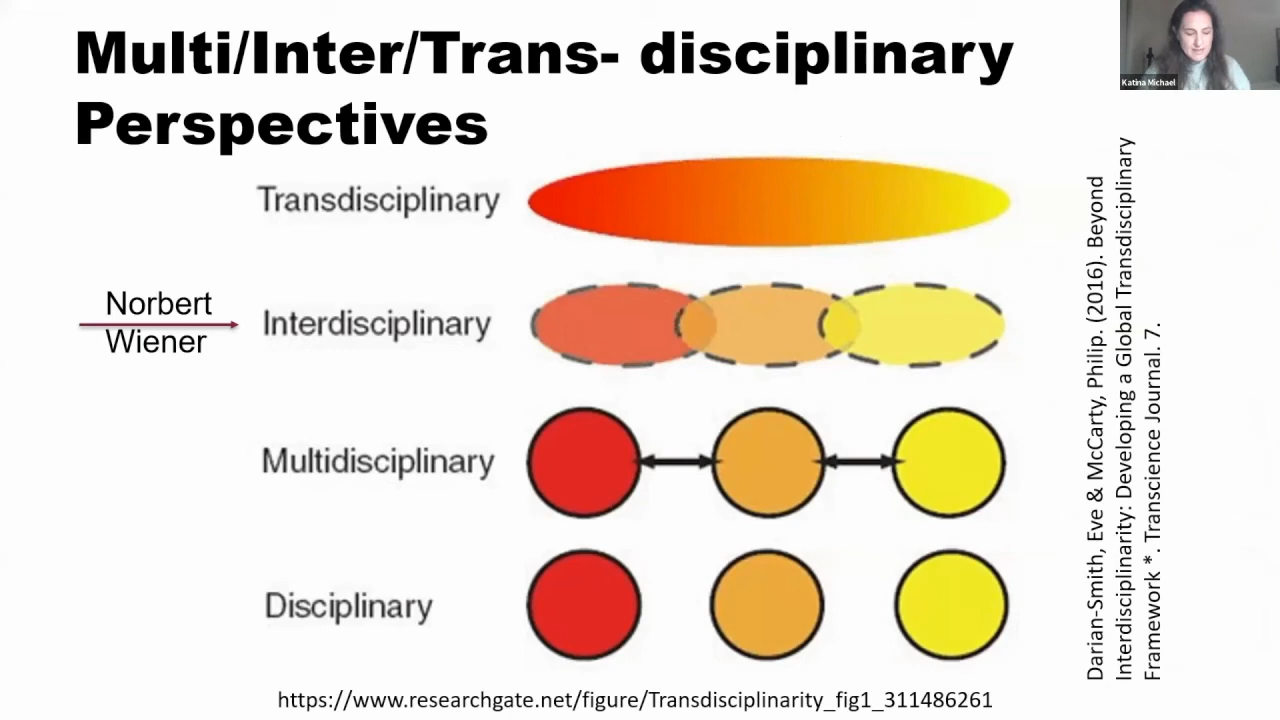 Multi/Inter/Trans- disciplinary
Perspectives
Katina Michael
Transdisciplinary
Norbert
Wiener
Interdisciplinary
Multidisciplinary
Disciplinary
Darian-Smith, Eve & McCarty, Philip. (2016). Beyond
Interdisciplinarity: Developing a Global Transdisciplinary
Framework *. Transcience Journal. 7.
https://www.researchgate.net/figure/Transdisciplinarity_fig1_311486261